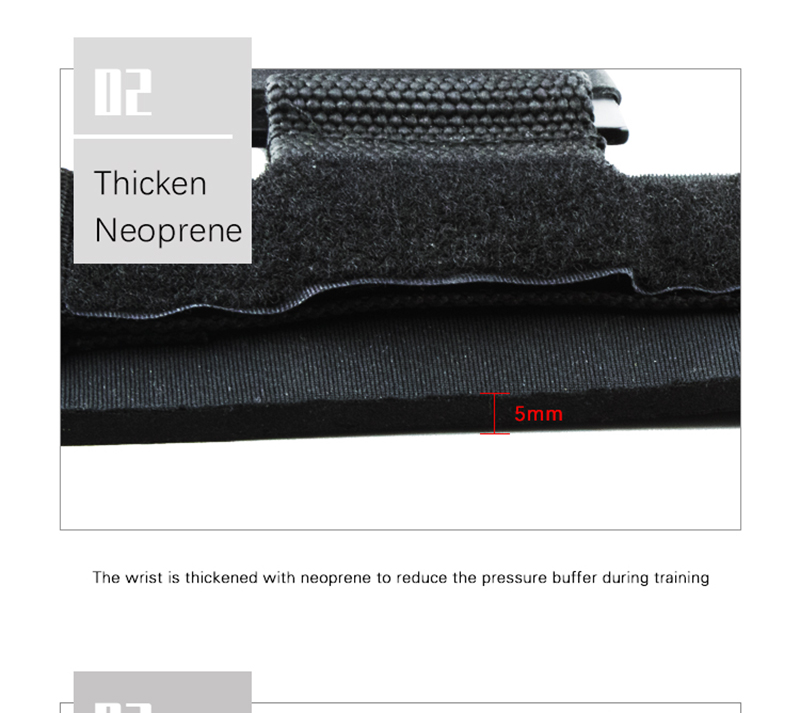 02
Thicken
Neoprene
5mm
The wrist is thickened with neoprene to reduce the pressure buffer during training